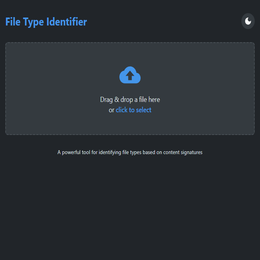 File Type Identifier
Drag & drop a file here
or click to select
A powerful tool for identifying file types based on content signatures